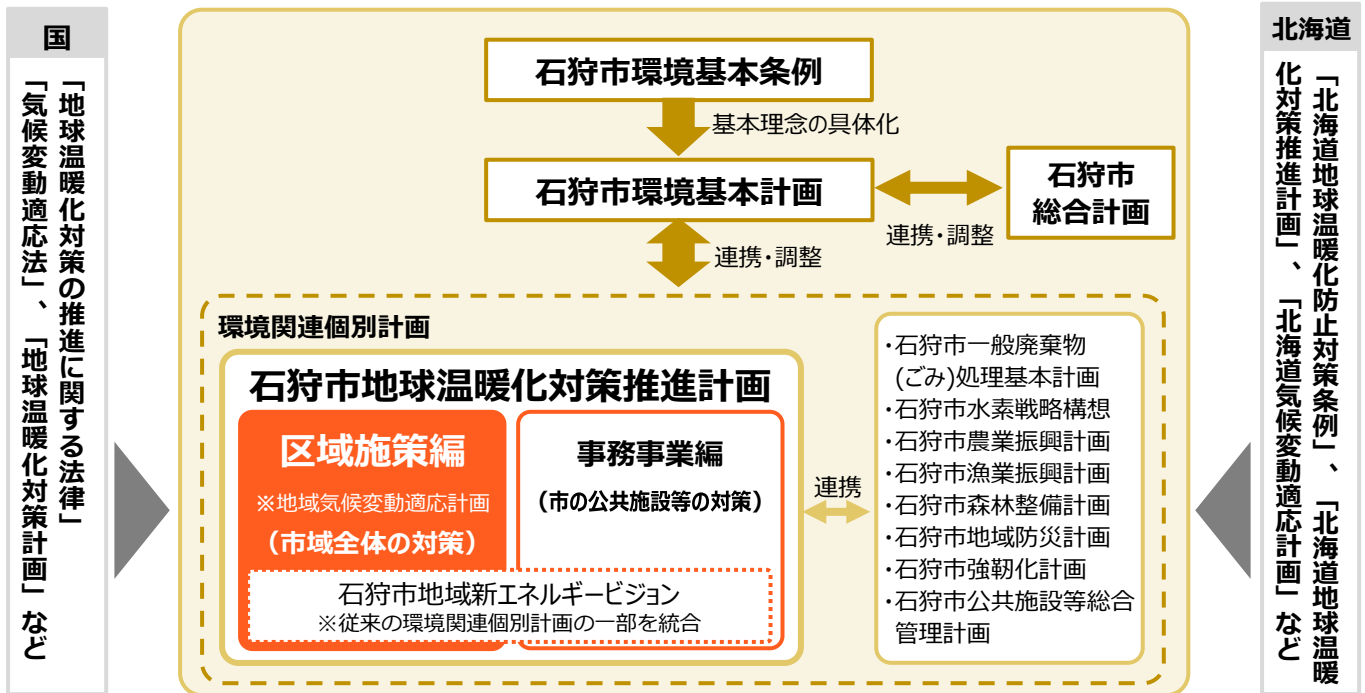 国
「地球温暖化対策の推進に関する法律」
「気候変動適応法」、「地球温暖化対策計画」など
石狩市環境基本条例
基本理念の具体化
石狩市環境基本計画
連携・調整
石狩市
総合計画
連携・調整
環境関連個別計画
石狩市地球温暖化対策推進計画
区域施策編
※地域気候変動適応計画
（市域全体の対策）
事務事業編
（市の公共施設等の対策）
石狩市地域新エネルギービジョン
※従来の環境関連個別計画の一部を統合
連携
・石狩市一般廃棄物
(ごみ)処理基本計画
・石狩市水素戦略構想
・石狩市農業振興計画
・石狩市漁業振興計画
・石狩市森林整備計画
・石狩市地域防災計画
・石狩市強靭化計画
・石狩市公共施設等総合
管理計画
北海道
「北海道地球温暖化防止対策条例」、「北海道地球温暖
化対策推進計画」、「北海道気候変動適応計画」など